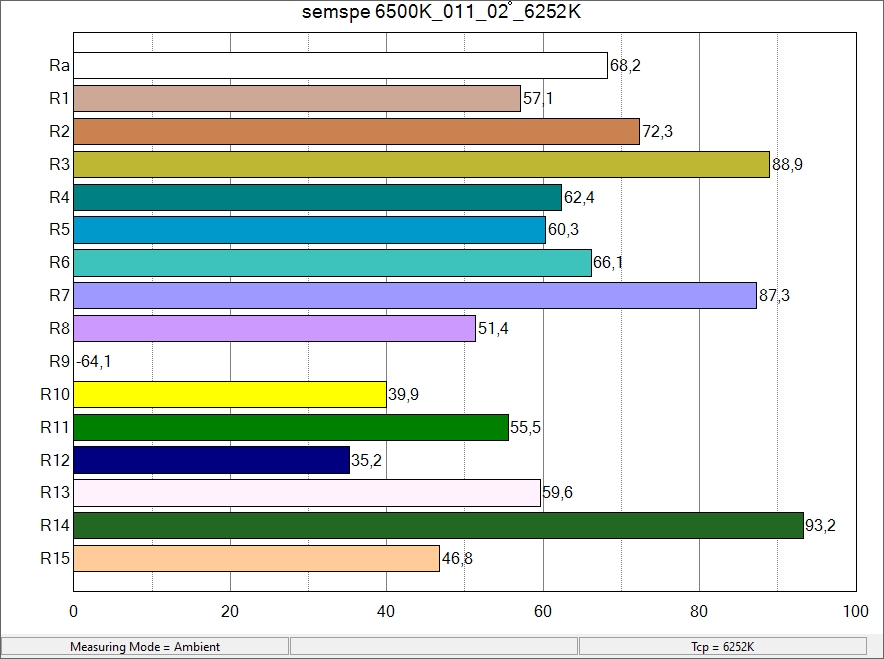 semspe 6500K_011_02°_6252K
Ra 68,2
R1 57,1
R2 72,3
R3 88,9
R4 62,4
R5 60,3
R6 66,1
R7 87,3
R8 51,4
R9 -64,1
R10 39,9
R11 55,5
R12 35,2
R13 59,6
R14 93,2
R15 46,8
0 20 40 60 80 100
Measuring Mode = Ambient Tcp = 6252K